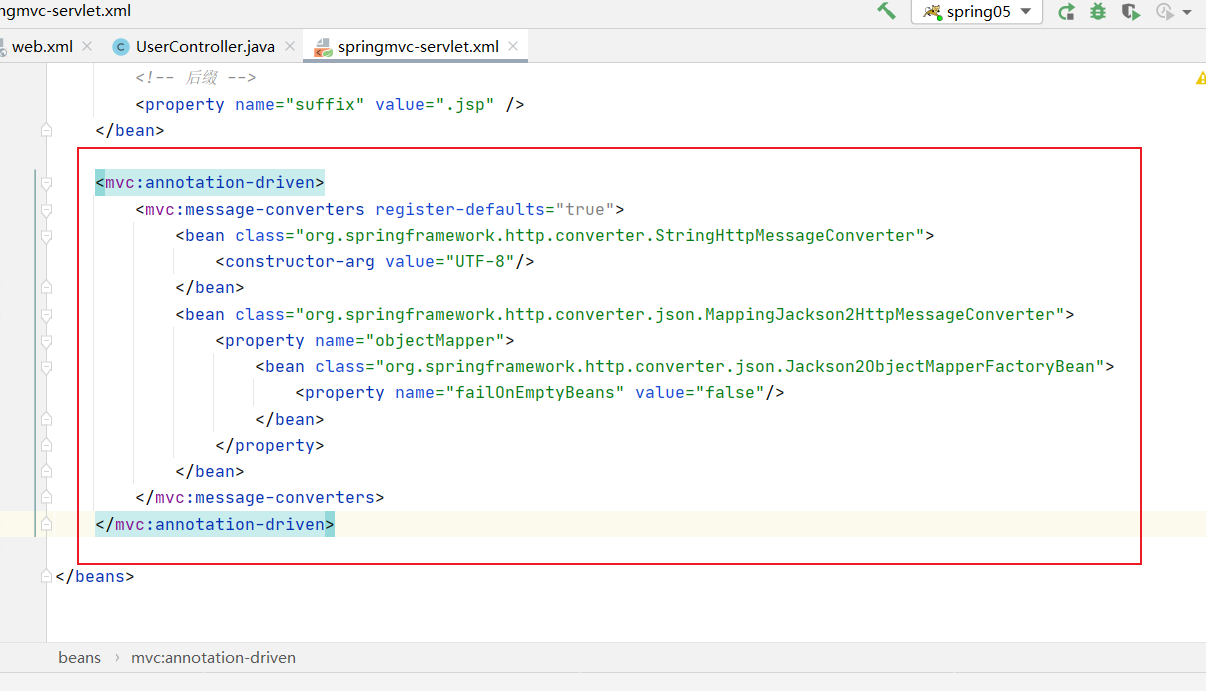 ngmvc-servlet.xml
spring05
web.xml
UserController.java
springmvc-servlet.xml
<!-- 后缀 -->
<property name="suffix" value=".jsp" />
</bean>
<mvc:annotation-driven>
<mvc:message-converters register-defaults="true">
<bean class="org.springframework.http.converter.StringHttpMessageConverter">
<constructor-arg value="UTF-8"/>
</bean>
<bean class="org.springframework.http.converter.json.MappingJackson2HttpMessageConverter">
<property name="objectMapper">
<bean class="org.springframework.http.converter.json.Jackson2ObjectMapperFactoryBean">
<property name="failOnEmptyBeans" value="false"/>
</bean>
</property>
</bean>
</mvc:message-converters>
</mvc:annotation-driven>
</beans>
beans › mvc:annotation-driven